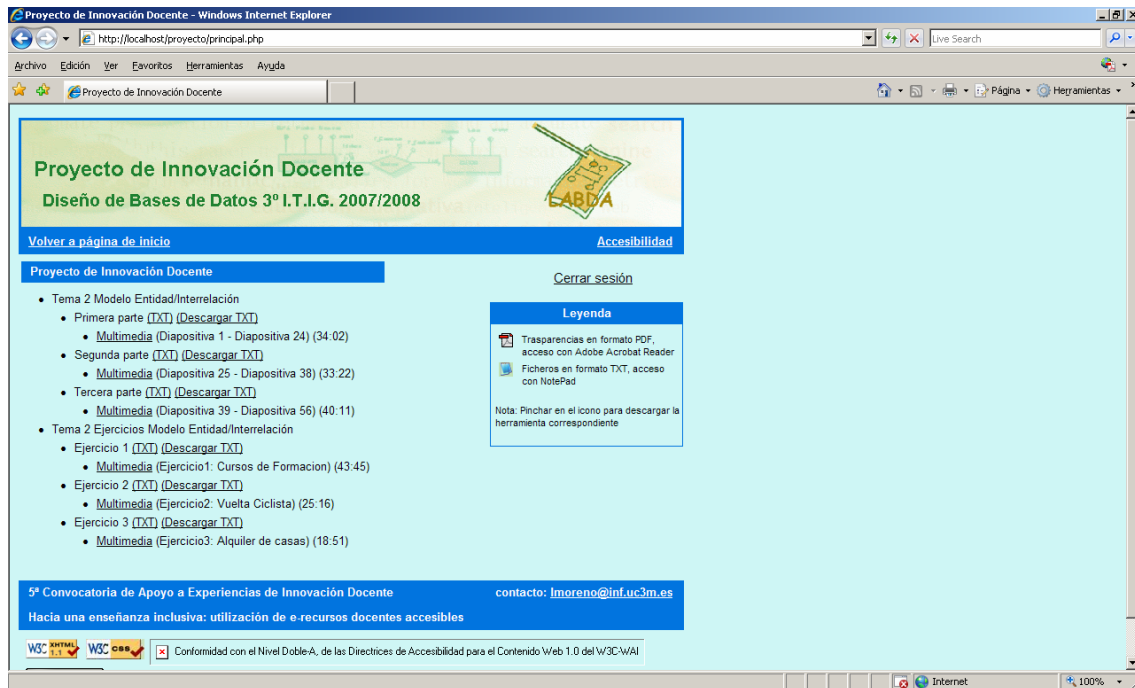 Proyecto de Innovación Docente - Windows Internet Explorer
http://localhost/proyecto/principal.php
Live Search
Archivo Edición Ver Favoritos Herramientas Ayuda
Proyecto de Innovación Docente
Página Herramientas
Proyecto de Innovación Docente
Diseño de Bases de Datos 3º I.T.I.G. 2007/2008
LABDA
Volver a página de inicio
Accesibilidad
Proyecto de Innovación Docente
Cerrar sesión
Tema 2 Modelo Entidad/Interrelación
Primera parte (TXT) (Descargar TXT)
Multimedia (Diapositiva 1 - Diapositiva 24) (34:02)
Segunda parte (TXT) (Descargar TXT)
Multimedia (Diapositiva 25 - Diapositiva 38) (33:22)
Tercera parte (TXT) (Descargar TXT)
Multimedia (Diapositiva 39 - Diapositiva 56) (40:11)
Tema 2 Ejercicios Modelo Entidad/Interrelación
Ejercicio 1 (TXT) (Descargar TXT)
Multimedia (Ejercicio1: Cursos de Formacion) (43:45)
Ejercicio 2 (TXT) (Descargar TXT)
Multimedia (Ejercicio2: Vuelta Ciclista) (25:16)
Ejercicio 3 (TXT) (Descargar TXT)
Multimedia (Ejercicio3: Alquiler de casas) (18:51)
Leyenda
Trasparencias en formato PDF,
acceso con Adobe Acrobat Reader
Ficheros en formato TXT, acceso
con NotePad
Nota: Pinchar en el icono para descargar la
herramienta correspondiente
5ª Convocatoria de Apoyo a Experiencias de Innovación Docente
contacto: lmoreno@inf.uc3m.es
Hacia una enseñanza inclusiva: utilización de e-recursos docentes accesibles
W3C XHTML 1.1
W3C css
Conformidad con el Nivel Doble-A, de las Directrices de Accesibilidad para el Contenido Web 1.0 del W3C-WAI
Internet
100%